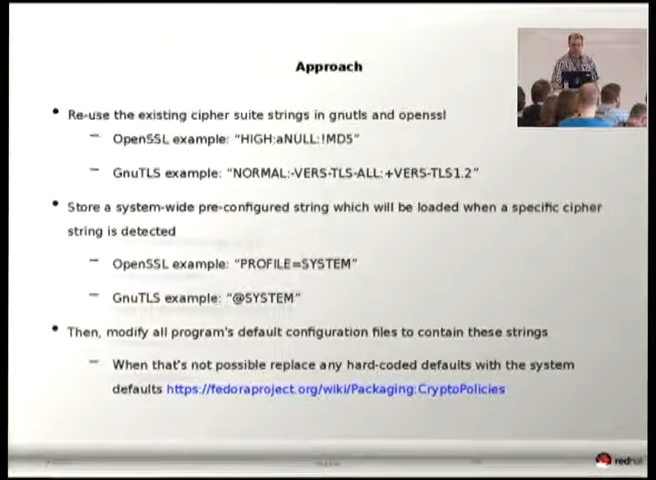 Approach
• Re-use the existing cipher suite strings in gnutls and openssl
– OpenSSL example: “HIGH:aNULL:!MD5”
– GnuTLS example: “NORMAL:-VERS-TLS-ALL:+VERS-TLS1.2”
• Store a system-wide pre-configured string which will be loaded when a specific cipher
string is detected
– OpenSSL example: “PROFILE=SYSTEM”
– GnuTLS example: “@SYSTEM”
• Then, modify all program's default configuration files to contain these strings
– When that's not possible replace any hard-coded defaults with the system
defaults https://fedoraproject.org/wiki/Packaging:CryptoPolicies
redhat